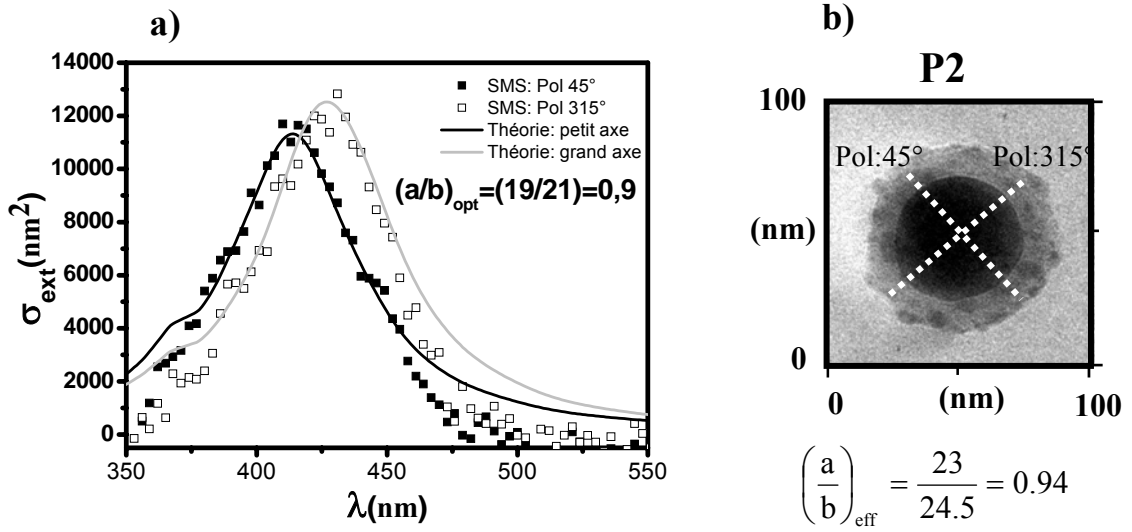 a)
14000
12000
10000
8000
6000
4000
2000
0
σext(nm²)
350
400
450
500
550
λ(nm)
SMS: Pol 45°
SMS: Pol 315°
Théorie: petit axe
Théorie: grand axe
(a/b)opt=(19/21)=0,9
b)
P2
100
(nm)
0
Pol:45°
Pol:315°
0
(nm)
100
(a/b)eff = 23/24.5 = 0.94